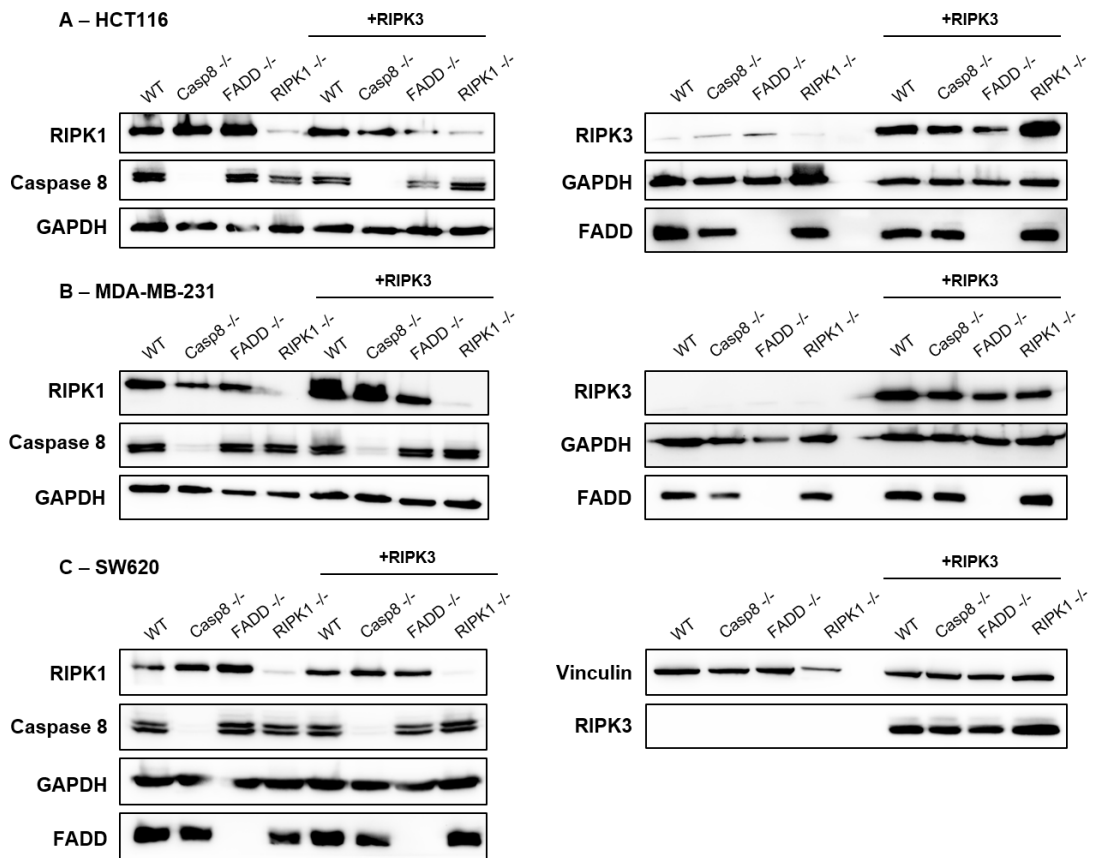 A – HCT116
+RIPK3
WT Casp8 -/- FADD -/- RIPK1 -/- WT Casp8 -/- FADD -/- RIPK1 -/-
RIPK1
Caspase 8
GAPDH
+RIPK3
WT Casp8 -/- FADD -/- RIPK1 -/- WT Casp8 -/- FADD -/- RIPK1 -/-
RIPK3
GAPDH
FADD
B – MDA-MB-231
+RIPK3
WT Casp8 -/- FADD -/- RIPK1 -/- WT Casp8 -/- FADD -/- RIPK1 -/-
RIPK1
Caspase 8
GAPDH
+RIPK3
WT Casp8 -/- FADD -/- RIPK1 -/- WT Casp8 -/- FADD -/- RIPK1 -/-
RIPK3
GAPDH
FADD
C – SW620
+RIPK3
WT Casp8 -/- FADD -/- RIPK1 -/- WT Casp8 -/- FADD -/- RIPK1 -/-
RIPK1
Caspase 8
GAPDH
FADD
+RIPK3
WT Casp8 -/- FADD -/- RIPK1 -/- WT Casp8 -/- FADD -/- RIPK1 -/-
Vinculin
RIPK3